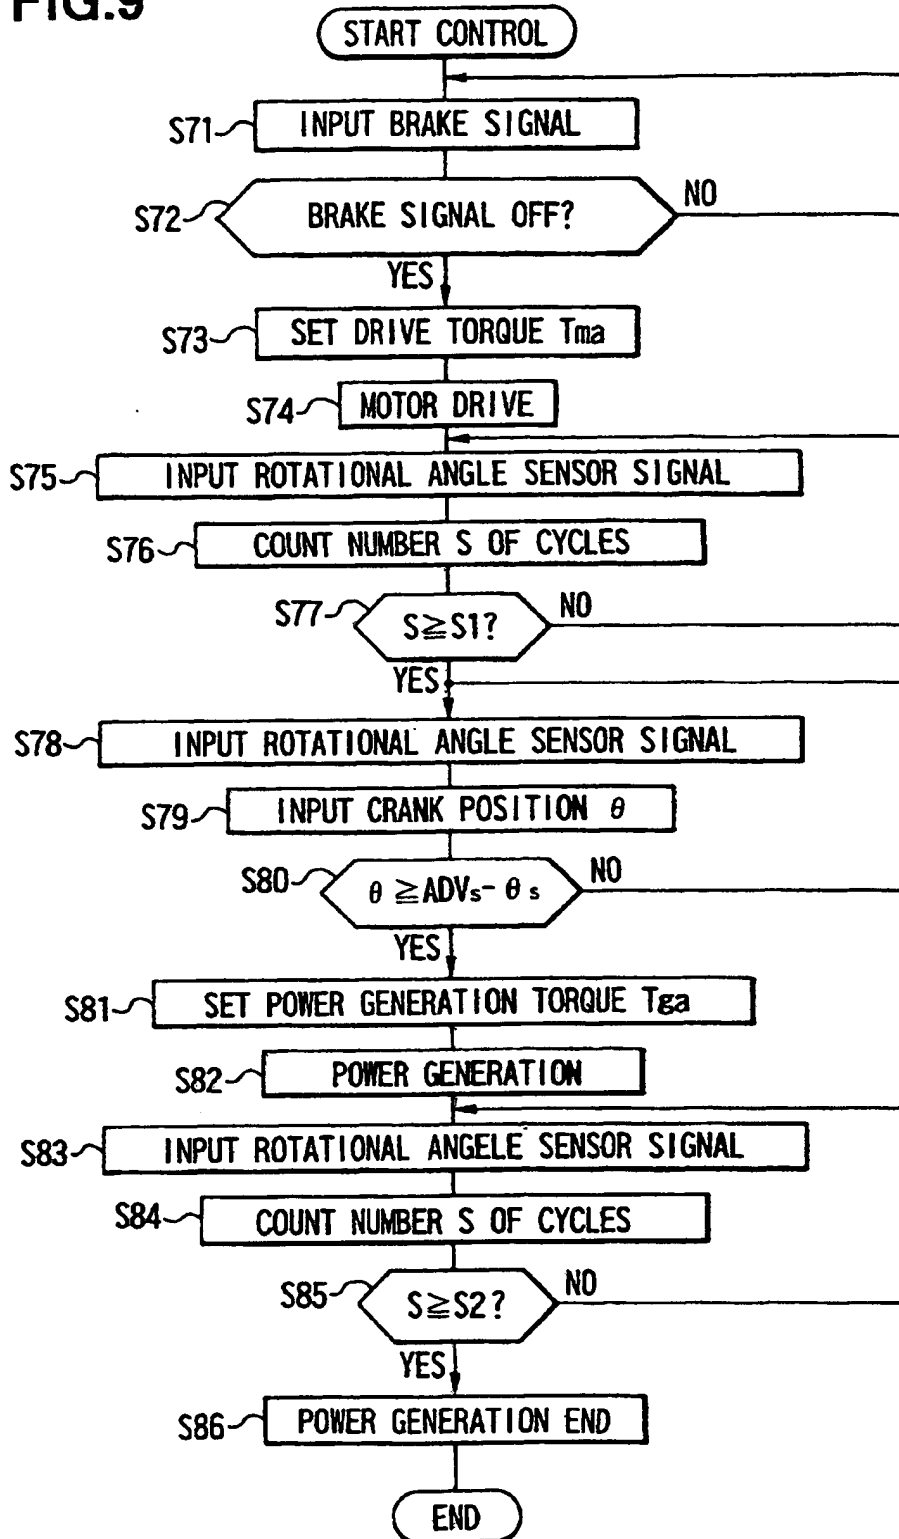 FIG.9
START CONTROL
S71
INPUT BRAKE SIGNAL
S72
BRAKE SIGNAL OFF?
NO
YES
S73
SET DRIVE TORQUE Tma
S74
MOTOR DRIVE
S75
INPUT ROTATIONAL ANGLE SENSOR SIGNAL
S76
COUNT NUMBER S OF CYCLES
S77
S≧S1?
NO
YES
S78
INPUT ROTATIONAL ANGLE SENSOR SIGNAL
S79
INPUT CRANK POSITION θ
S80
θ ≧ADVs- θs
NO
YES
S81
SET POWER GENERATION TORQUE Tga
S82
POWER GENERATION
S83
INPUT ROTATIONAL ANGELE SENSOR SIGNAL
S84
COUNT NUMBER S OF CYCLES
S85
S≧S2?
NO
YES
S86
POWER GENERATION END
END